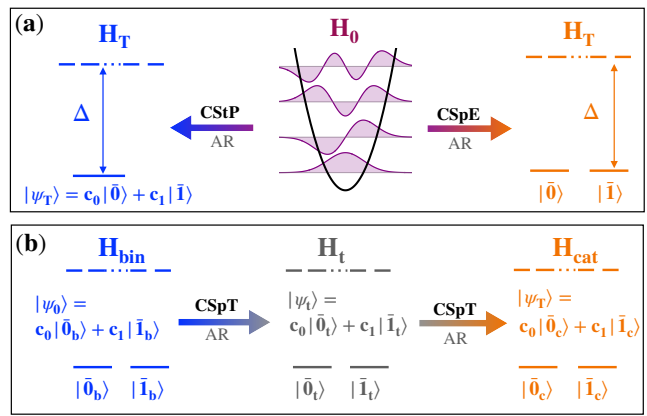 (a)
H_T
H_0
H_T
Δ
CStP
AR
CSpE
AR
Δ
|ψ_T⟩ = c_0|0̄⟩ + c_1|1̄⟩
|0̄⟩ |1̄⟩
(b)
H_bin
H_t
H_cat
|ψ_0⟩ =
c_0|0̄_b⟩ + c_1|1̄_b⟩
CSpT
AR
|ψ_t⟩ =
c_0|0̄_t⟩ + c_1|1̄_t⟩
CSpT
AR
|ψ_T⟩ =
c_0|0̄_c⟩ + c_1|1̄_c⟩
|0̄_b⟩ |1̄_b⟩
|0̄_t⟩ |1̄_t⟩
|0̄_c⟩ |1̄_c⟩